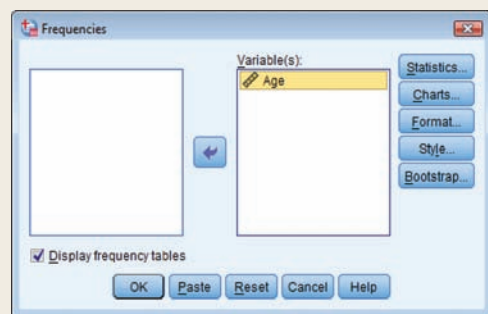 Frequencies
Variable(s):
Age
Statistics...
Charts...
Format...
Style...
Bootstrap...
Display frequency tables
OK Paste Reset Cancel Help